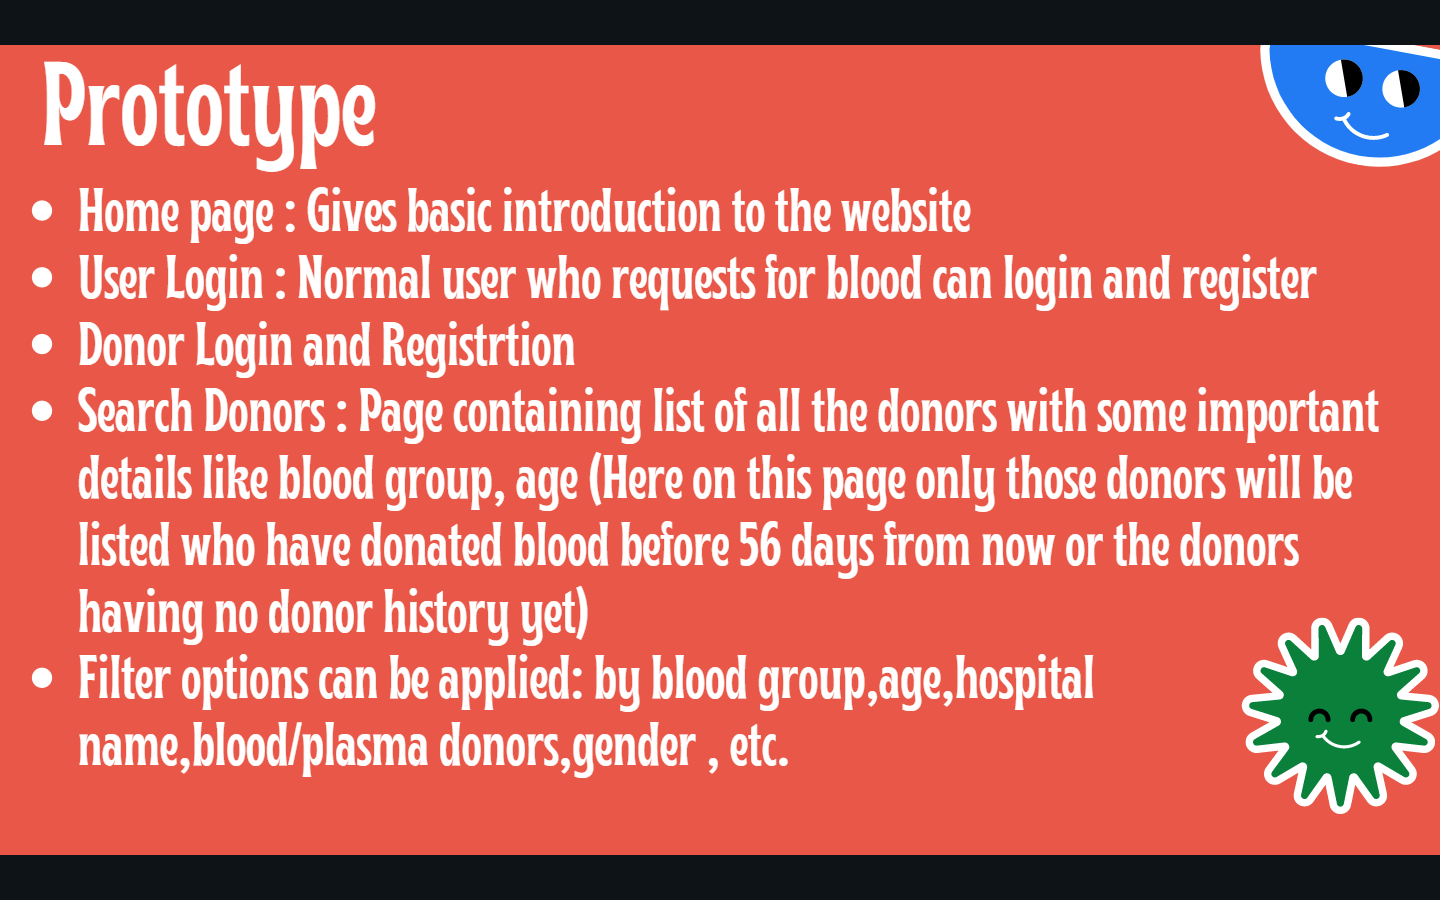 Prototype
• Home page : Gives basic introduction to the website
• User Login : Normal user who requests for blood can login and register
• Donor Login and Registrtion
• Search Donors : Page containing list of all the donors with some important
details like blood group, age (Here on this page only those donors will be
listed who have donated blood before 56 days from now or the donors
having no donor history yet)
• Filter options can be applied: by blood group,age,hospital
name,blood/plasma donors,gender , etc.